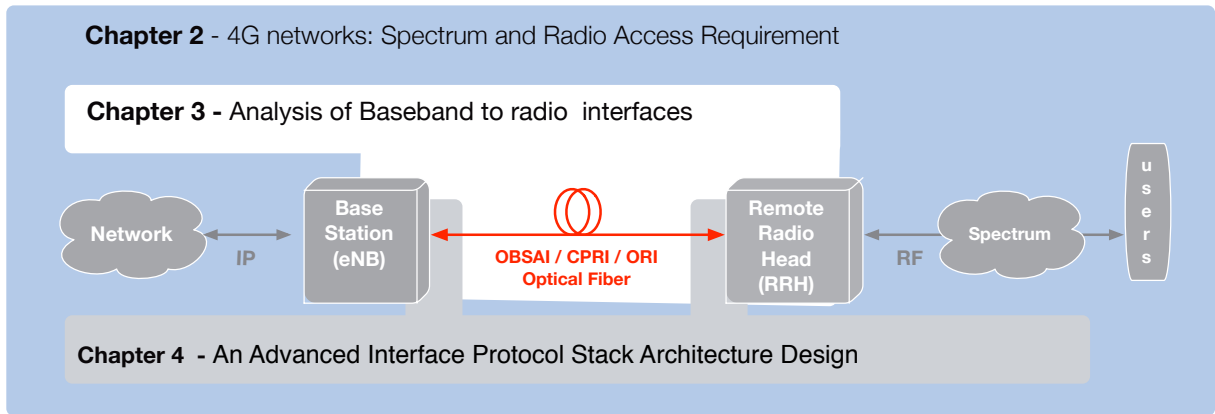 Chapter 2 - 4G networks: Spectrum and Radio Access Requirement
Chapter 3 - Analysis of Baseband to radio interfaces
Network
IP
Base
Station
(eNB)
OBSAI / CPRI / ORI
Optical Fiber
Remote
Radio
Head
(RRH)
RF
Spectrum
users
Chapter 4 - An Advanced Interface Protocol Stack Architecture Design